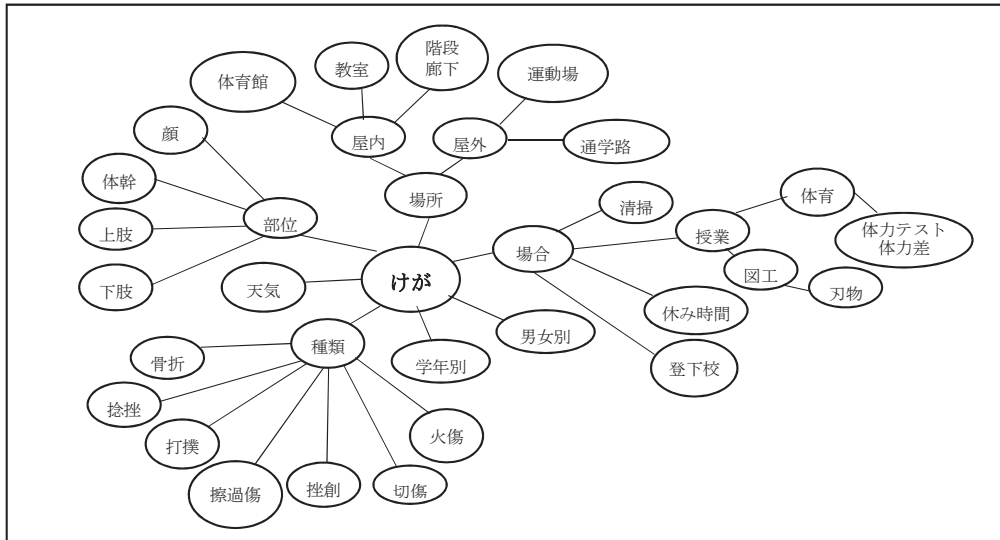 階段
廊下
教室
体育館
運動場
屋内
屋外
通学路
顔
場所
体幹
部位
上肢
下肢
清掃
体育
授業
体力テスト
体力差
場合
図工
刃物
けが
天気
休み時間
男女別
種類
学年別
登下校
骨折
捻挫
打撲
擦過傷
挫創
切傷
火傷